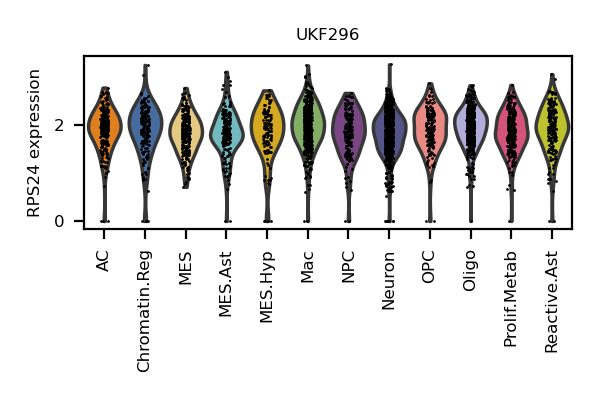 UKF296
RPS24 expression
2
0
AC
Chromatin.Reg
MES
MES.Ast
MES.Hyp
Mac
NPC
Neuron
OPC
Oligo
Prolif.Metab
Reactive.Ast